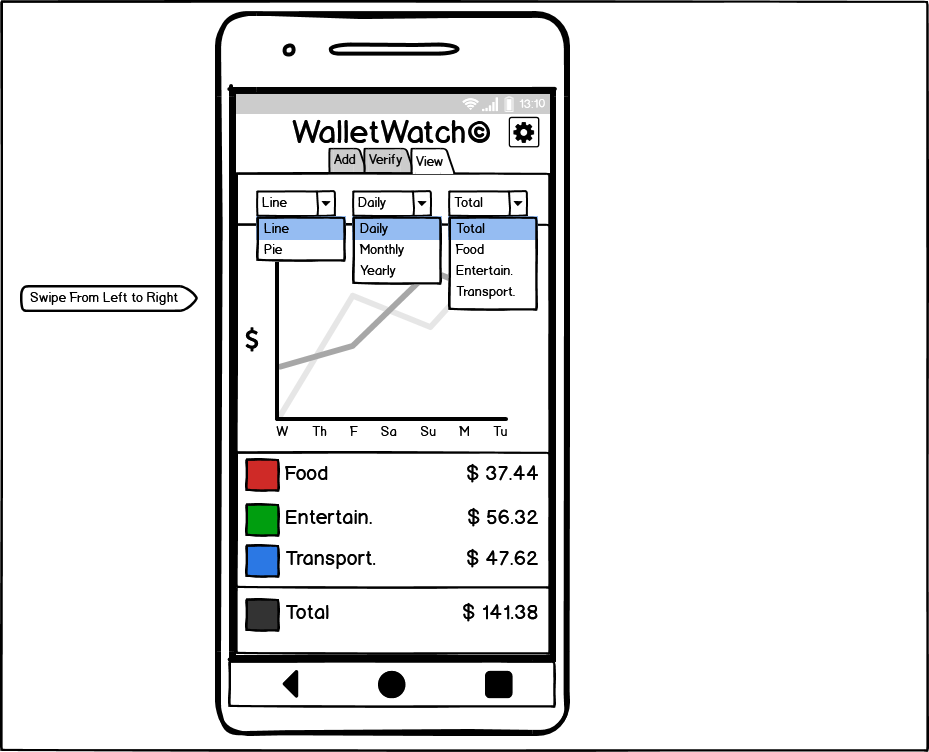 13:10
WalletWatch©
Add Verify View
Line Daily Total
Line Daily Total
Pie Monthly Food
Yearly Entertain.
Transport.
Swipe From Left to Right
$
W Th F Sa Su M Tu
Food $ 37.44
Entertain. $ 56.32
Transport. $ 47.62
Total $ 141.38